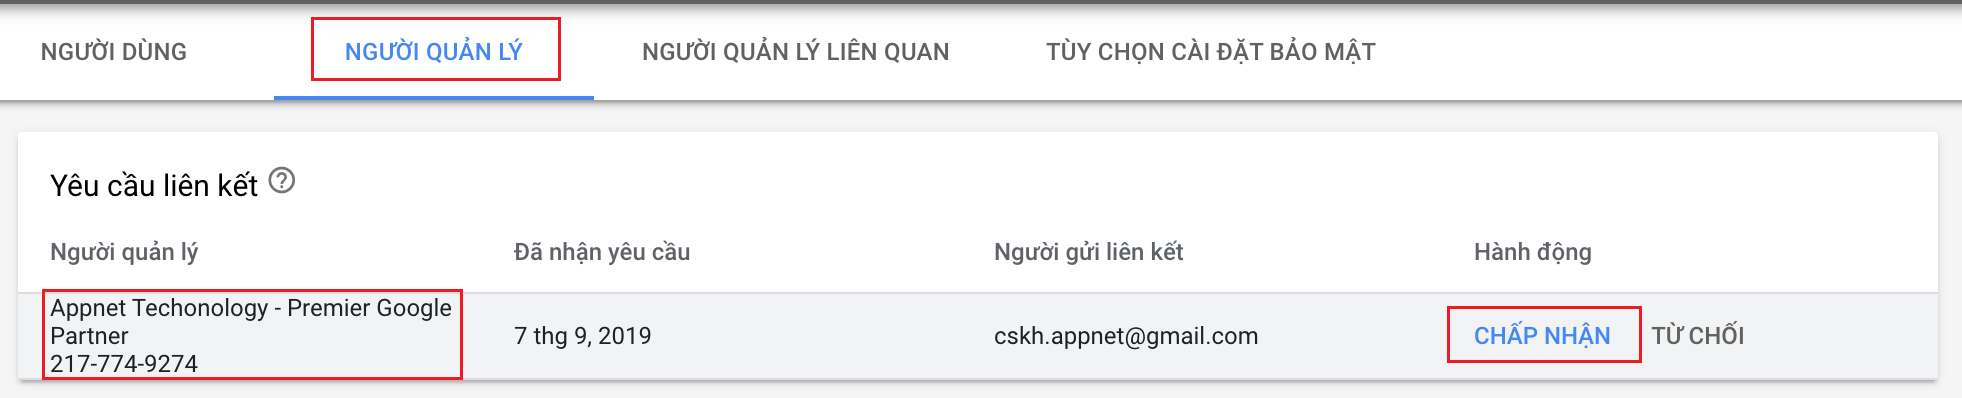 NGƯỜI DÙNG NGƯỜI QUẢN LÝ NGƯỜI QUẢN LÝ LIÊN QUAN TÙY CHỌN CÀI ĐẶT BẢO MẬT
Yêu cầu liên kết ?
Người quản lý Đã nhận yêu cầu Người gửi liên kết Hành động
Appnet Techonology - Premier Google
Partner
217-774-9274
7 thg 9, 2019 cskh.appnet@gmail.com CHẤP NHẬN TỪ CHỐI